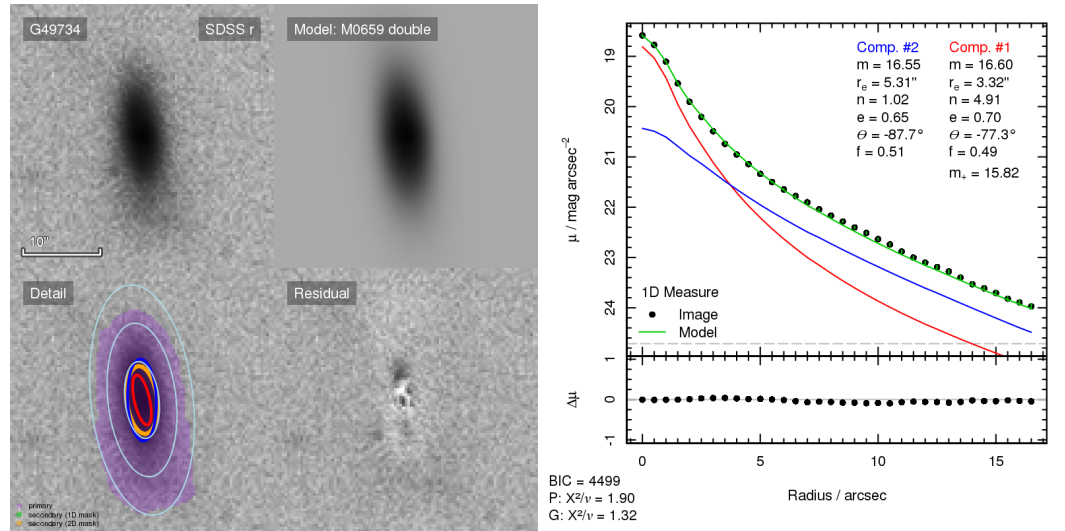 G49734
SDSS r
Model: M0659 double
10"
Detail
Residual
primary
secondary (1D mask)
secondary (2D mask)
19
20
21
22
23
24
μ / mag arcsec⁻²
Comp. #2
m = 16.55
rₑ = 5.31"
n = 1.02
e = 0.65
Θ = -87.7°
f = 0.51
Comp. #1
m = 16.60
rₑ = 3.32"
n = 4.91
e = 0.70
Θ = -77.3°
f = 0.49
m₊ = 15.82
1D Measure
Image
Model
1
0
-1
Δμ
0
5
10
15
Radius / arcsec
BIC = 4499
P: X²/ν = 1.90
G: X²/ν = 1.32